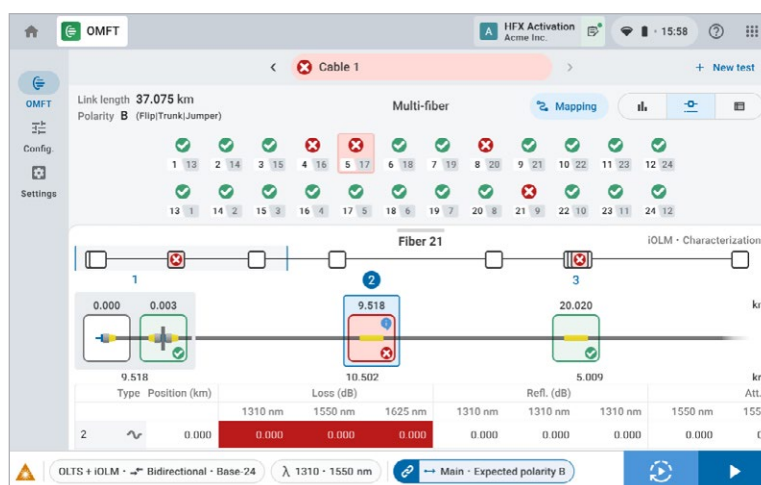 OMFT
A HFX Activation
Acme Inc.
15:58
Cable 1
+ New test
OMFT
Config.
Settings
Link length 37.075 km
Polarity B (Flip|Trunk|Jumper)
Multi-fiber
Mapping
1 13 2 14 3 15 4 16 5 17 6 18 7 19 8 20 9 21 10 22 11 23 12 24
13 1 14 2 15 3 16 4 17 5 18 6 19 7 20 8 21 9 22 10 23 11 24 12
Fiber 21
iOLM · Characterization
1 2 3
0.000 0.003 9.518 20.020 km
9.518 10.502 5.009
Type Position (km) Loss (dB) Refl. (dB) Att.
1310 nm 1550 nm 1625 nm 1310 nm 1310 nm 1310 nm 1550 nm
2 0.000 0.000 0.000 0.000 0.000 0.000 0.000 0.000
OLTS + iOLM · Bidirectional · Base-24
λ 1310 · 1550 nm
Main · Expected polarity B